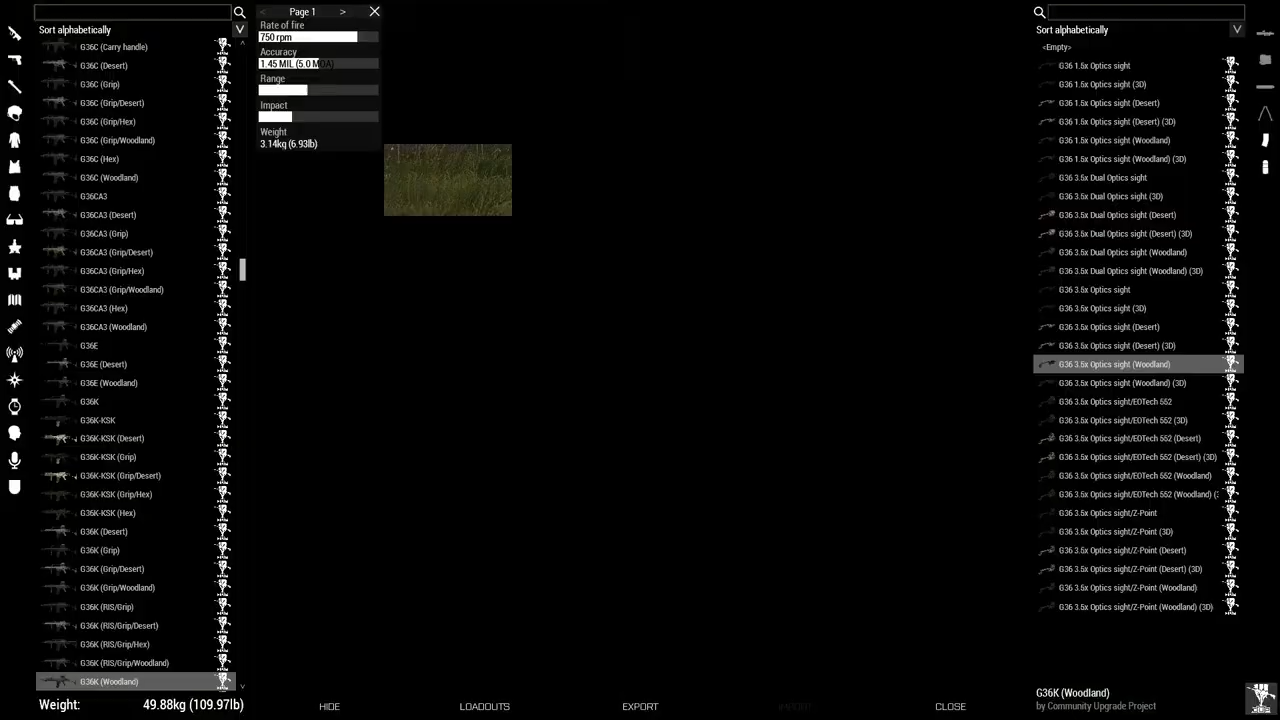 Sort alphabetically
G36C (Carry handle)
G36C (Desert)
G36C (Grip)
G36C (Grip/Desert)
G36C (Grip/Hex)
G36C (Grip/Woodland)
G36C (Hex)
G36C (Woodland)
G36CA3
G36CA3 (Desert)
G36CA3 (Grip)
G36CA3 (Grip/Desert)
G36CA3 (Grip/Hex)
G36CA3 (Grip/Woodland)
G36CA3 (Hex)
G36CA3 (Woodland)
G36E
G36E (Desert)
G36E (Woodland)
G36K
G36K-KSK
G36K-KSK (Desert)
G36K-KSK (Grip)
G36K-KSK (Grip/Desert)
G36K-KSK (Grip/Hex)
G36K-KSK (Hex)
G36K (Desert)
G36K (Grip)
G36K (Grip/Desert)
G36K (Grip/Woodland)
G36K (RIS/Grip)
G36K (RIS/Grip/Desert)
G36K (RIS/Grip/Hex)
G36K (RIS/Grip/Woodland)
G36K (Woodland)
Weight: 49.88kg (109.97lb)
< Page 1 >
Rate of fire
750 rpm
Accuracy
1.45 MIL (5.0 MOA)
Range
Impact
Weight
3.14kg (6.93lb)
Sort alphabetically
<Empty>
G36 1.5x Optics sight
G36 1.5x Optics sight (3D)
G36 1.5x Optics sight (Desert)
G36 1.5x Optics sight (Desert) (3D)
G36 1.5x Optics sight (Woodland)
G36 1.5x Optics sight (Woodland) (3D)
G36 3.5x Dual Optics sight
G36 3.5x Dual Optics sight (3D)
G36 3.5x Dual Optics sight (Desert)
G36 3.5x Dual Optics sight (Desert) (3D)
G36 3.5x Dual Optics sight (Woodland)
G36 3.5x Dual Optics sight (Woodland) (3D)
G36 3.5x Optics sight
G36 3.5x Optics sight (3D)
G36 3.5x Optics sight (Desert)
G36 3.5x Optics sight (Desert) (3D)
G36 3.5x Optics sight (Woodland)
G36 3.5x Optics sight (Woodland) (3D)
G36 3.5x Optics sight/EOTech 552
G36 3.5x Optics sight/EOTech 552 (3D)
G36 3.5x Optics sight/EOTech 552 (Desert)
G36 3.5x Optics sight/EOTech 552 (Desert) (3D)
G36 3.5x Optics sight/EOTech 552 (Woodland)
G36 3.5x Optics sight/EOTech 552 (Woodland) (3
G36 3.5x Optics sight/Z-Point
G36 3.5x Optics sight/Z-Point (3D)
G36 3.5x Optics sight/Z-Point (Desert)
G36 3.5x Optics sight/Z-Point (Desert) (3D)
G36 3.5x Optics sight/Z-Point (Woodland)
G36 3.5x Optics sight/Z-Point (Woodland) (3D)
G36K (Woodland)
by Community Upgrade Project
HIDE LOADOUTS EXPORT IMPORT CLOSE